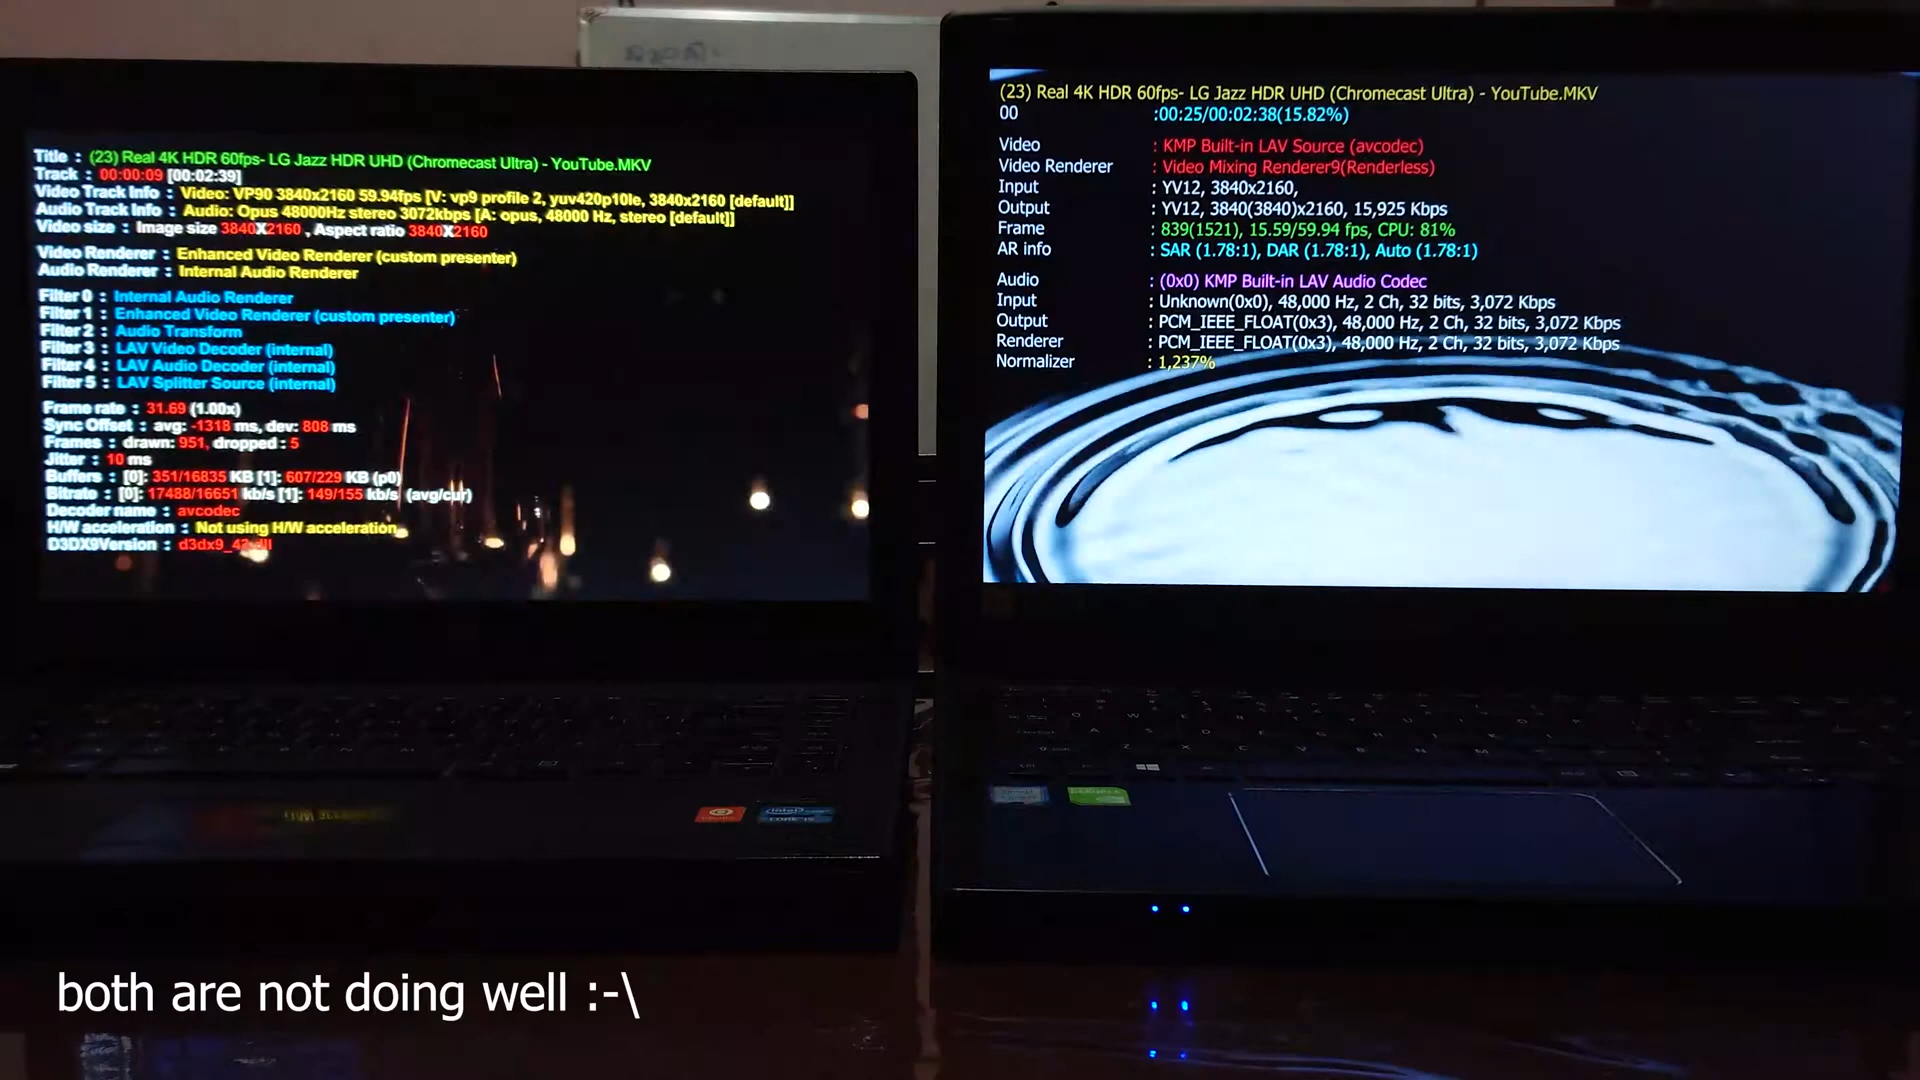 Title : (23) Real 4K HDR 60fps- LG Jazz HDR UHD (Chromecast Ultra) - YouTube.MKV
Track : 00:00:09 [00:02:39]
Video Track Info : Video: VP90 3840x2160 59.94fps [V: vp9 profile 2, yuv420p10le, 3840x2160 [default]]
Audio Track Info : Audio: Opus 48000Hz stereo 3072kbps [A: opus, 48000 Hz, stereo [default]]
Video size : Image size 3840X2160 , Aspect ratio 3840X2160
Video Renderer : Enhanced Video Renderer (custom presenter)
Audio Renderer : Internal Audio Renderer
Filter 0 : Internal Audio Renderer
Filter 1 : Enhanced Video Renderer (custom presenter)
Filter 2 : Audio Transform
Filter 3 : LAV Video Decoder (internal)
Filter 4 : LAV Audio Decoder (internal)
Filter 5 : LAV Splitter Source (internal)
Frame rate : 31.69 (1.00x)
Sync Offset : avg: -1318 ms, dev: 808 ms
Frames : drawn: 951, dropped : 5
Jitter : 10 ms
Buffers : [0]: 351/16835 KB [1]: 607/229 KB (p0)
Bitrate : [0]: 17488/16651 kb/s [1]: 149/155 kb/s (avg/cur)
Decoder name : avcodec
H/W acceleration : Not using H/W acceleration
D3DX9Version :
(23) Real 4K HDR 60fps- LG Jazz HDR UHD (Chromecast Ultra) - YouTube.MKV
00 :00:25/00:02:38(15.82%)
Video : KMP Built-in LAV Source (avcodec)
Video Renderer : Video Mixing Renderer9(Renderless)
Input : YV12, 3840x2160,
Output : YV12, 3840(3840)x2160, 15,925 Kbps
Frame : 839(1521), 15.59/59.94 fps, CPU: 81%
AR info : SAR (1.78:1), DAR (1.78:1), Auto (1.78:1)
Audio : (0x0) KMP Built-in LAV Audio Codec
Input : Unknown(0x0), 48,000 Hz, 2 Ch, 32 bits, 3,072 Kbps
Output : PCM_IEEE_FLOAT(0x3), 48,000 Hz, 2 Ch, 32 bits, 3,072 Kbps
Renderer : PCM_IEEE_FLOAT(0x3), 48,000 Hz, 2 Ch, 32 bits, 3,072 Kbps
Normalizer : 1,237%
both are not doing well :-\